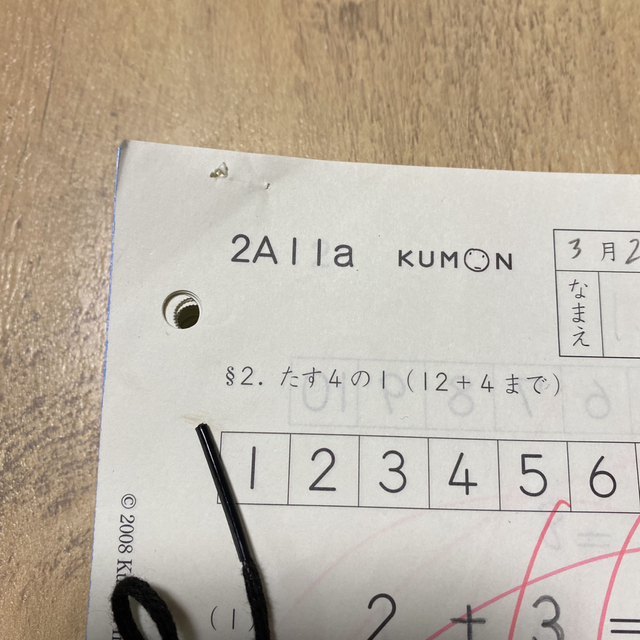 2A11a KUMON 3月2
なまえ
§2. たす4の1 (12+4まで)
1 2 3 4 5 6
(1) 2 + 3 =
© 2008 Ku